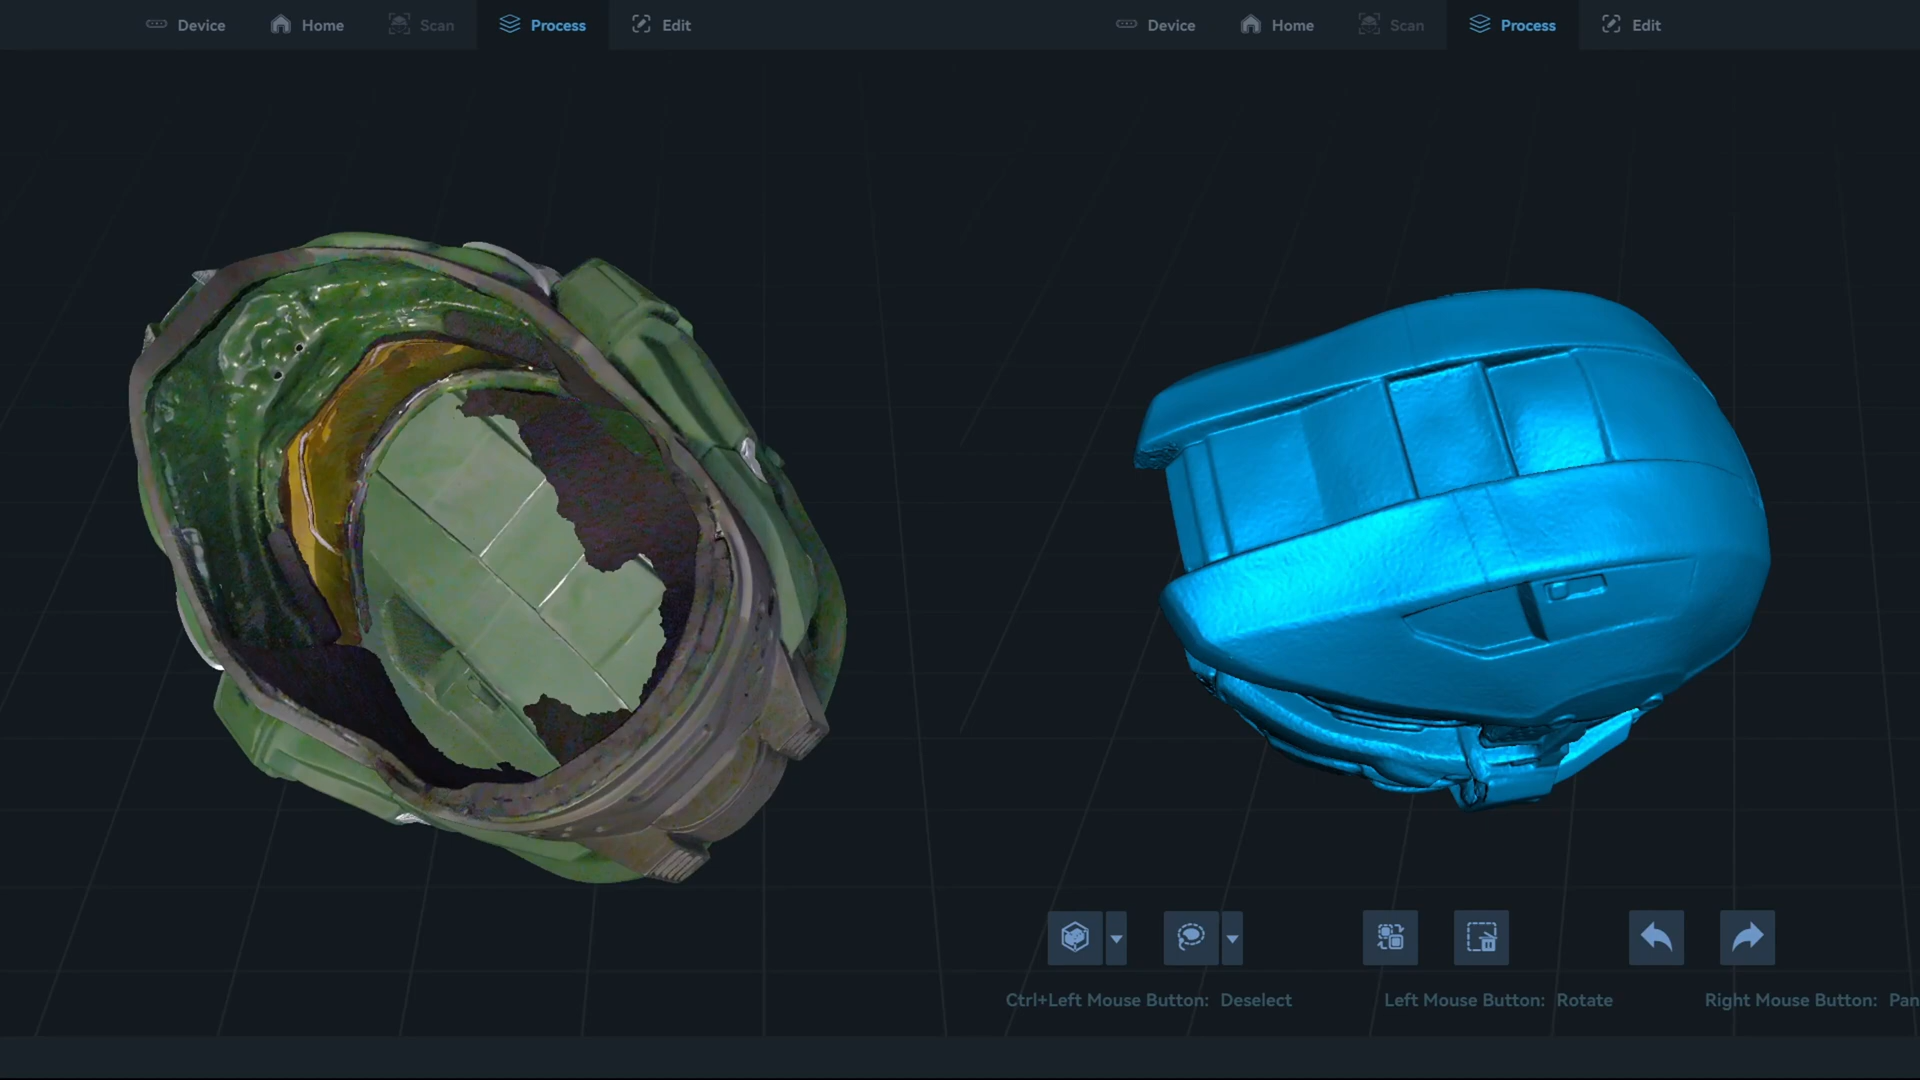 Device Home Scan Process Edit Device Home Scan Process Edit
Ctrl+Left Mouse Button: Deselect Left Mouse Button: Rotate Right Mouse Button: Pan